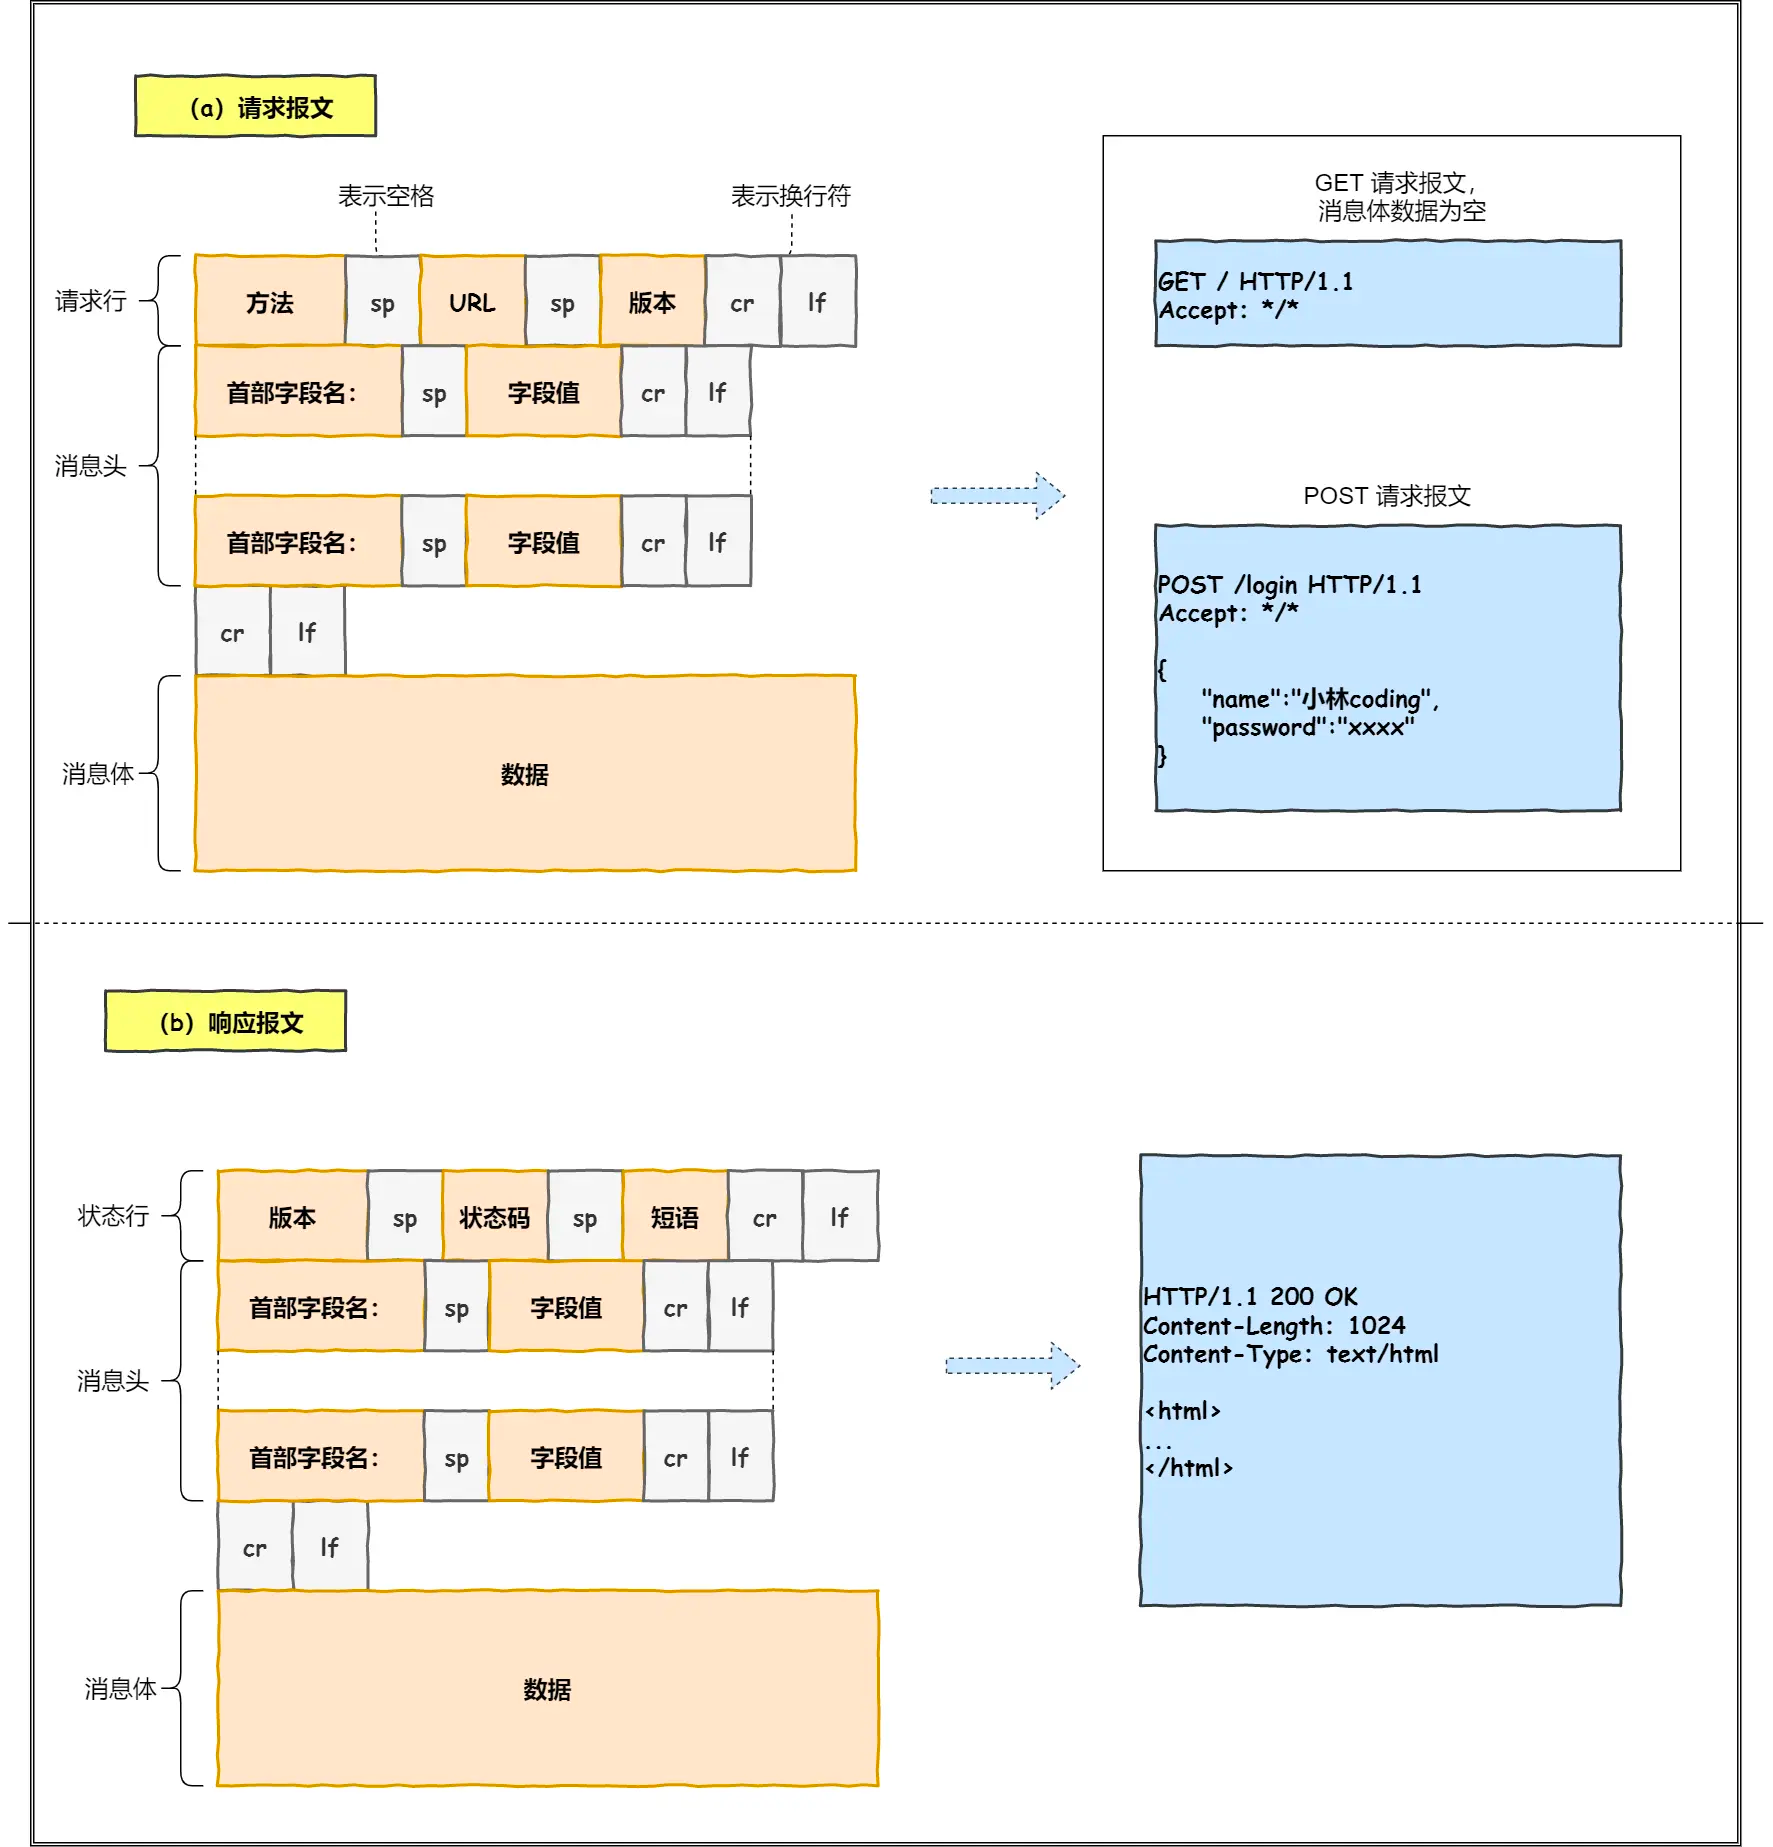 (a) 请求报文
表示空格
表示换行符
请求行
方法 sp URL sp 版本 cr lf
消息头
首部字段名: sp 字段值 cr lf
首部字段名: sp 字段值 cr lf
cr lf
消息体
数据
GET 请求报文，
消息体数据为空
GET / HTTP/1.1
Accept: */*
POST 请求报文
POST /login HTTP/1.1
Accept: */*
{
"name":"小林coding",
"password":"xxxx"
}
(b) 响应报文
状态行
版本 sp 状态码 sp 短语 cr lf
消息头
首部字段名: sp 字段值 cr lf
首部字段名: sp 字段值 cr lf
cr lf
消息体
数据
HTTP/1.1 200 OK
Content-Length: 1024
Content-Type: text/html
<html>
...
</html>